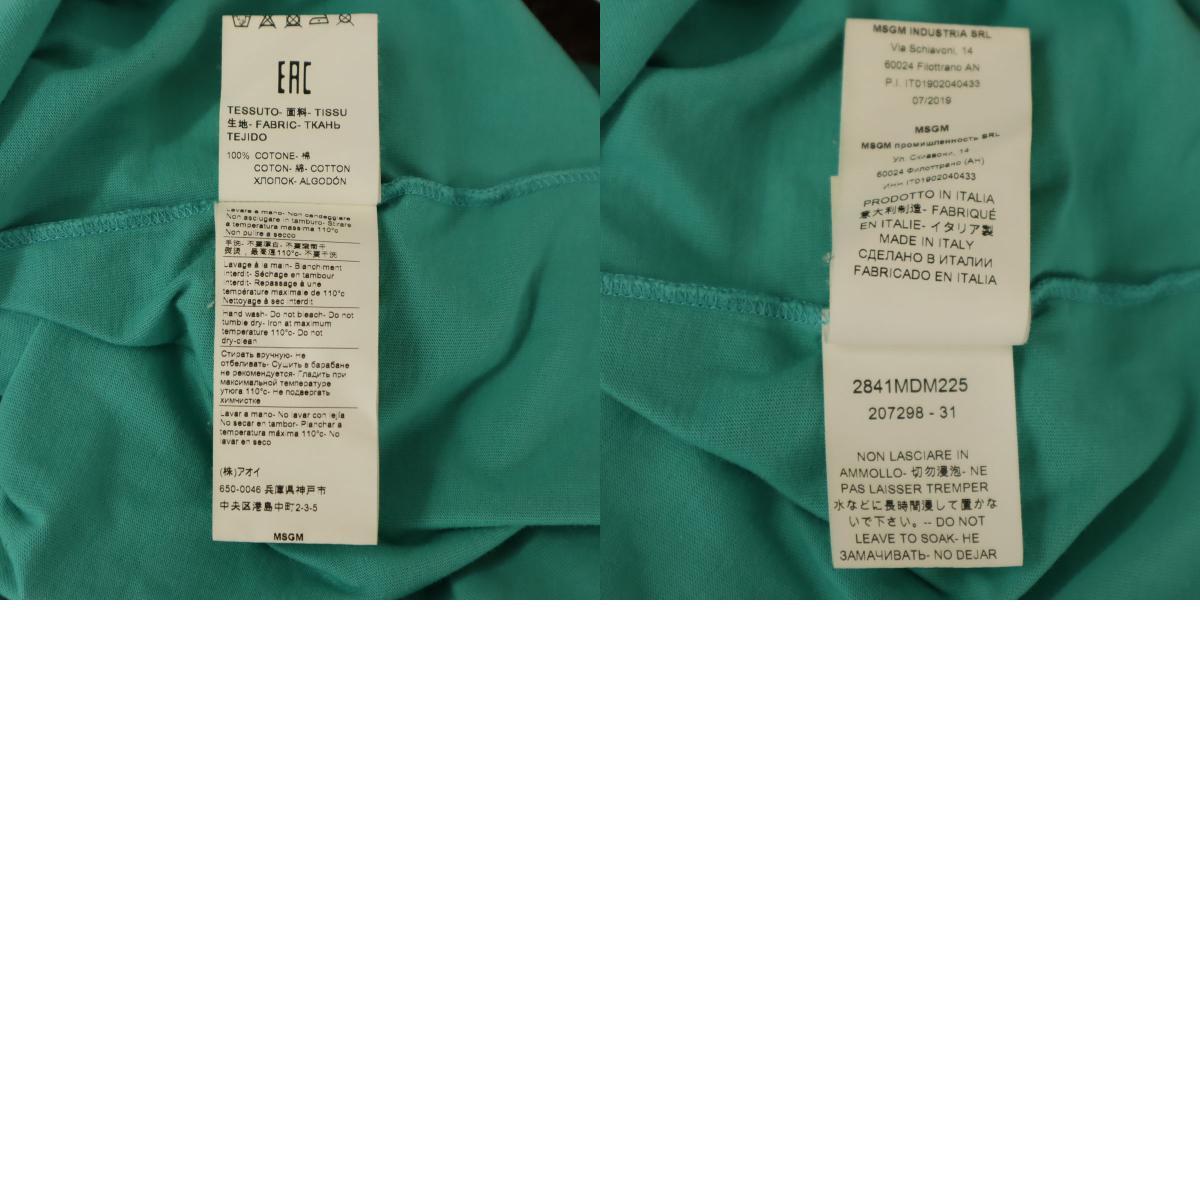 EAC
TESSUTO- 面料- TISSU
生地- FABRIC- ТКАНЬ
TEJIDO
100% COTONE- 棉
COTON- 綿- COTTON
ХЛОПОК- ALGODÓN
Lavare a mano- Non candeggiare
Non asciugare in tamburo- Stirare
a temperatura massima 110°c
Non pulire a secco
手洗- 不要漂白- 不要滾筒干
熨烫，最高温110°c- 不要干洗
Lavage à la main- Blanchiment
interdit- Séchage en tambour
interdit- Repassage à une
température maximale de 110°c
Nettoyage à sec interdit
Hand wash- Do not bleach- Do not
tumble dry- Iron at maximum
temperature 110°c- Do not
dry-clean
Стирать вручную- Не
отбеливать- Сушить в барабане
не рекомендуется- Гладить при
максимальной температуре
утюга 110°c- Не подвергать
химчистке
Lavar a mano- No lavar con lejía
No secar en tambor- Planchar a
temperatura máxima 110°c- No
lavar en seco
(株)アオイ
650-0046 兵庫県神戸市
中央区港島中町2-3-5
MSGM
MSGM INDUSTRIA SRL
Via Schiavoni, 14
60024 Filottrano AN
P.I. IT01902040433
07/2019
MSGM
MSGM промышленность SRL
Ул. Скиавони, 14
60024 Филоттрано (АН)
ИНН IT01902040433
PRODOTTO IN ITALIA
意大利制造- FABRIQUÉ
EN ITALIE- イタリア製
MADE IN ITALY
СДЕЛАНО В ИТАЛИИ
FABRICADO EN ITALIA
2841MDM225
207298 - 31
NON LASCIARE IN
AMMOLLO- 切勿浸泡- NE
PAS LAISSER TREMPER
水などに長時間浸して置かな
いで下さい。-- DO NOT
LEAVE TO SOAK- НЕ
ЗАМАЧИВАТЬ- NO DEJAR